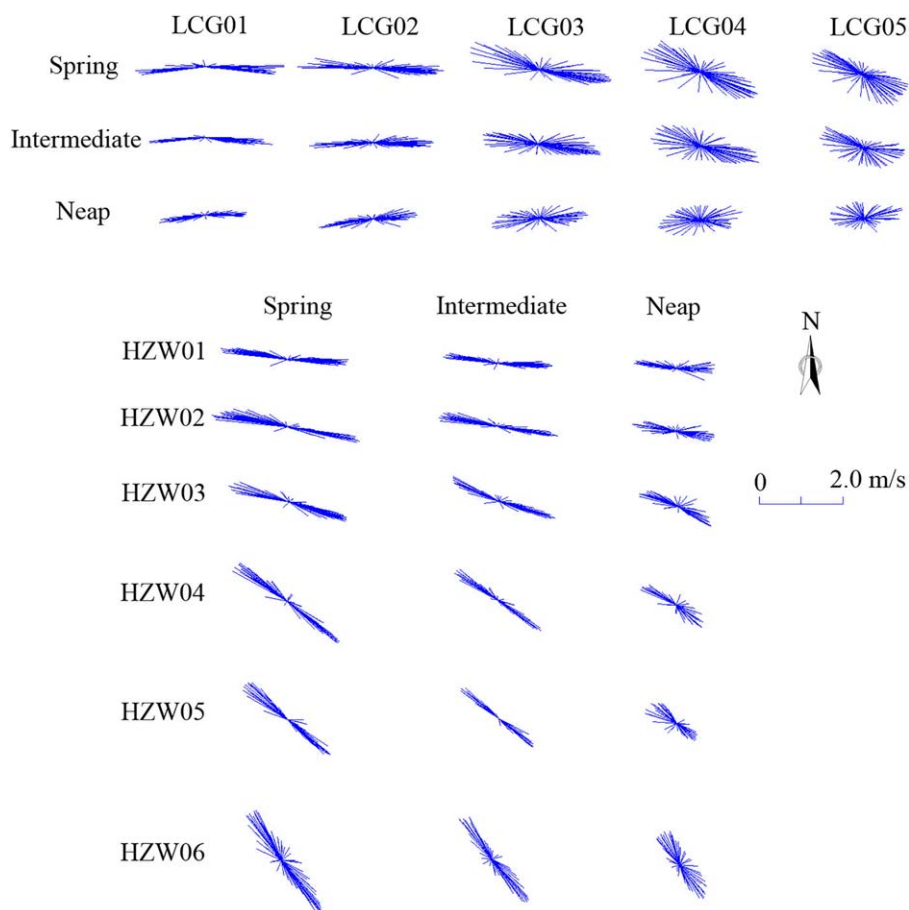 LCG01 LCG02 LCG03 LCG04 LCG05
Spring
Intermediate
Neap
Spring Intermediate Neap
N
HZW01
HZW02
HZW03
0 2.0 m/s
HZW04
HZW05
HZW06